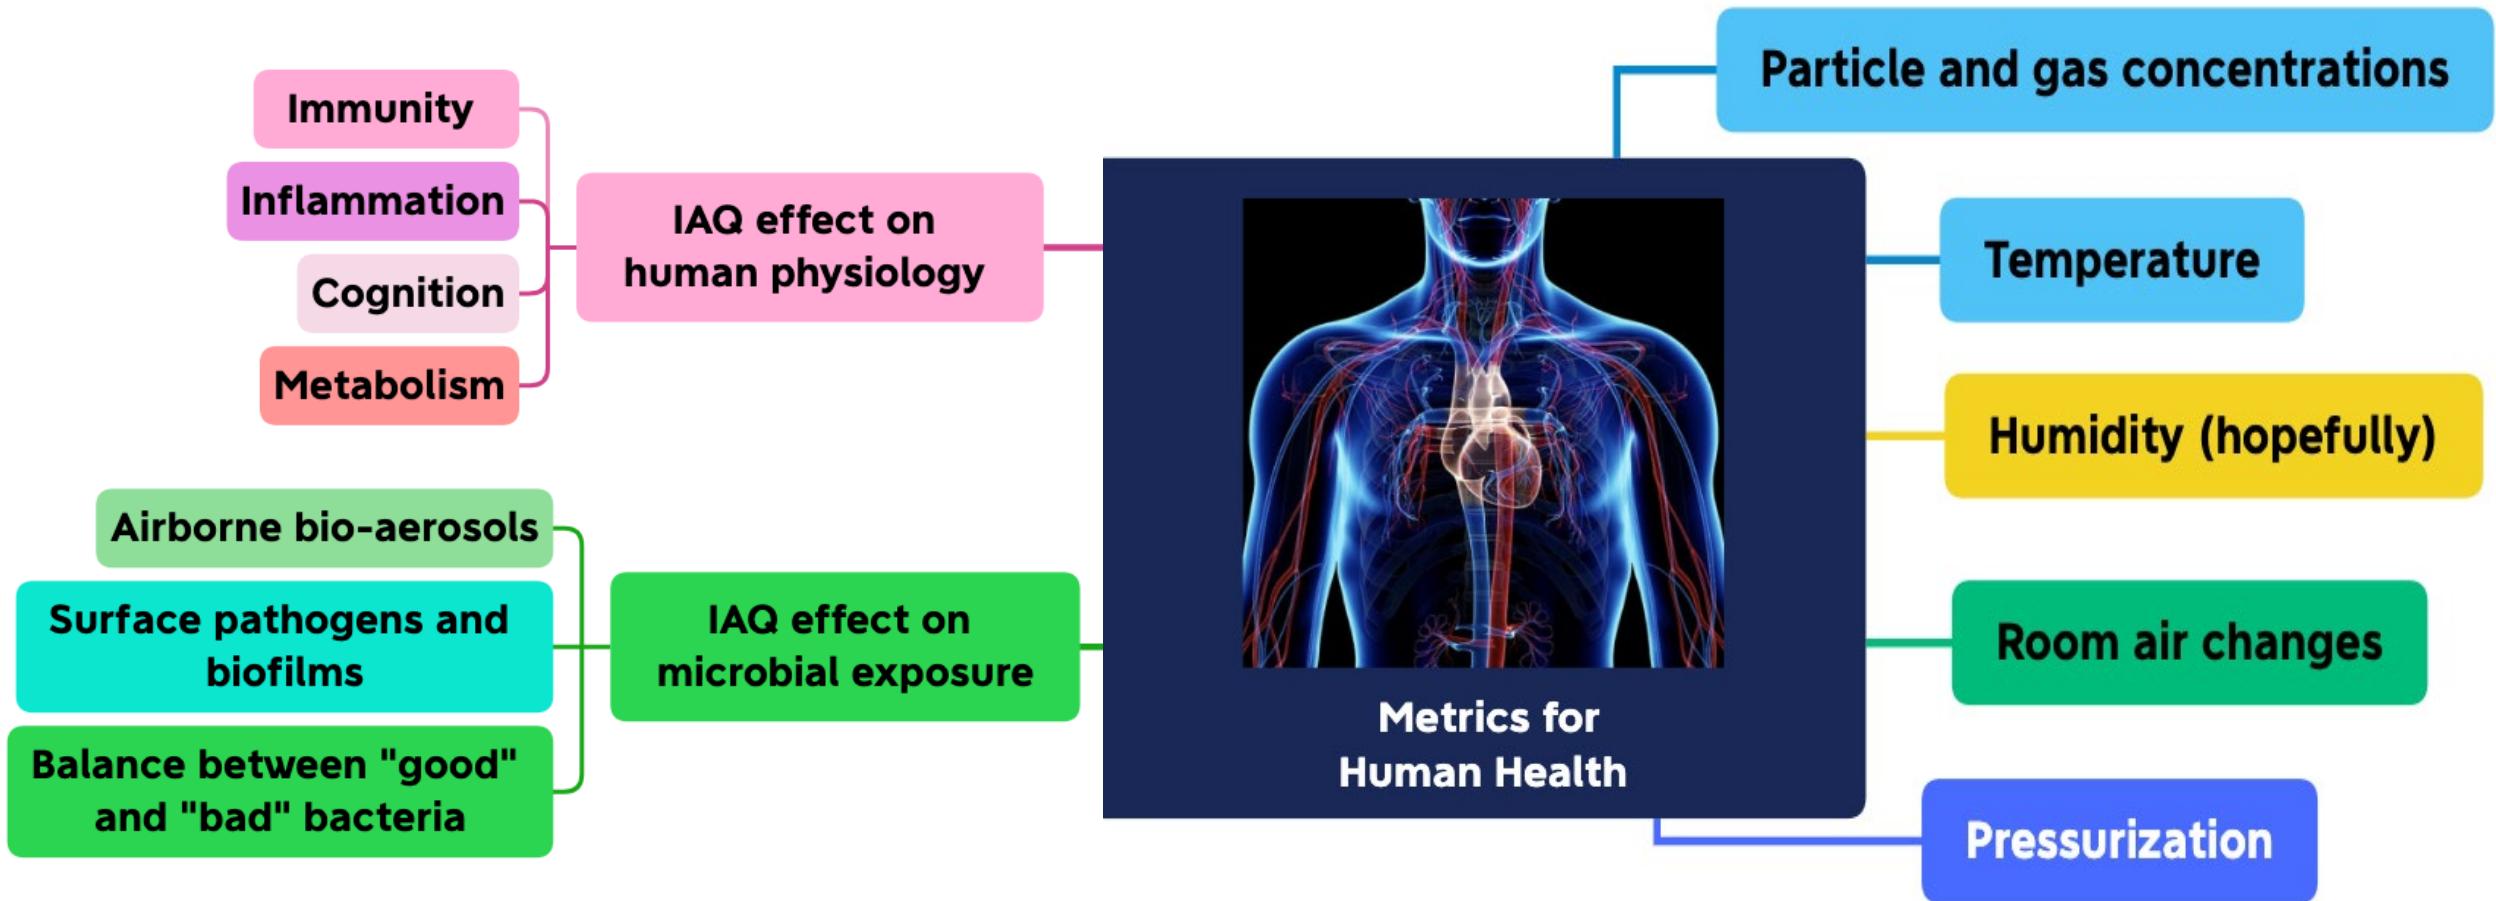 Immunity
Inflammation
Cognition
Metabolism
IAQ effect on
human physiology
Airborne bio-aerosols
Surface pathogens and
biofilms
Balance between "good"
and "bad" bacteria
IAQ effect on
microbial exposure
Metrics for
Human Health
Particle and gas concentrations
Temperature
Humidity (hopefully)
Room air changes
Pressurization